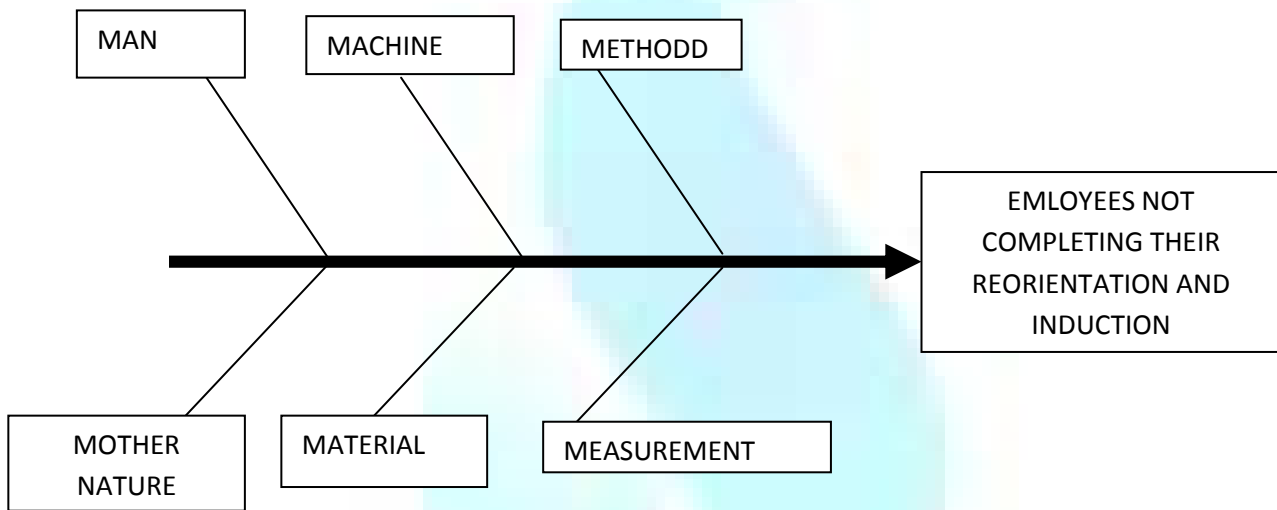 MAN
MACHINE
METHODD
EMLOYEES NOT
COMPLETING THEIR
REORIENTATION AND
INDUCTION
MOTHER
NATURE
MATERIAL
MEASUREMENT